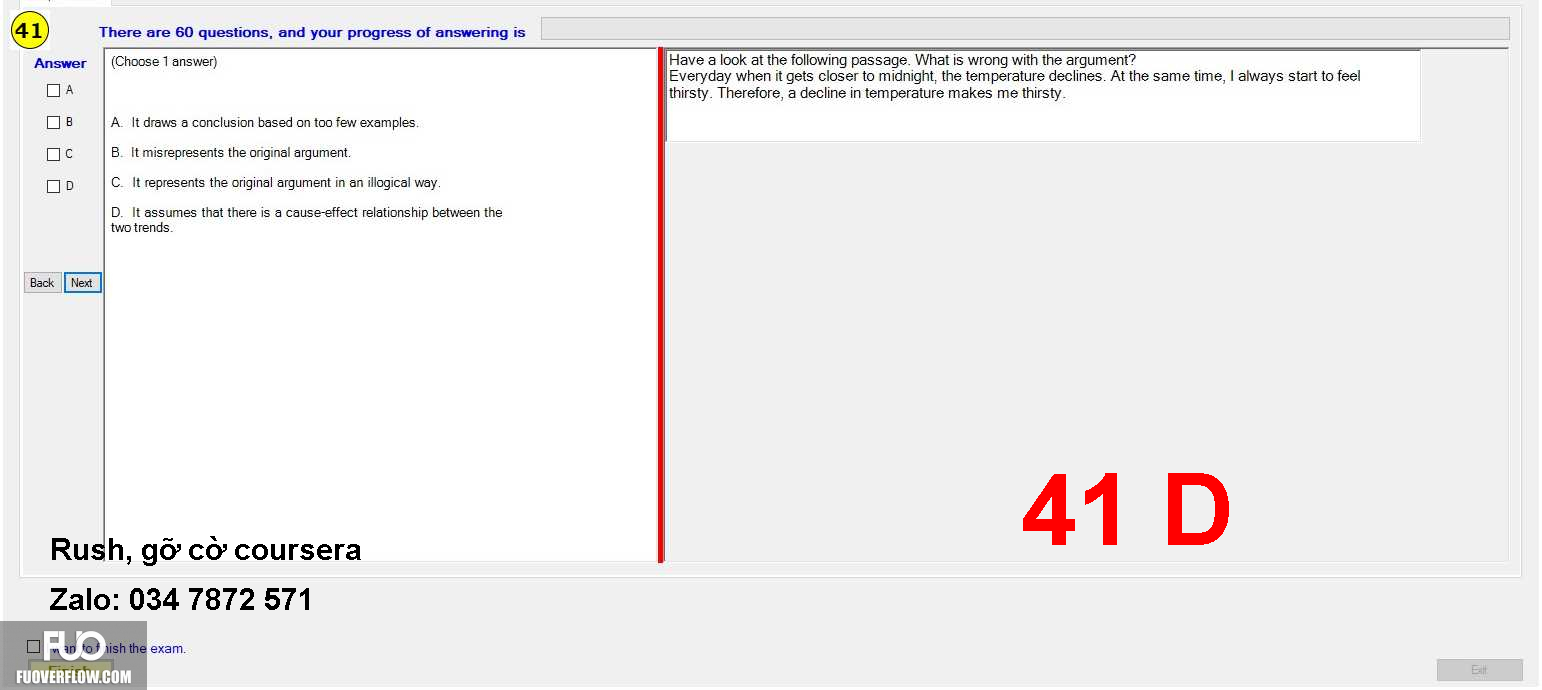 41
There are 60 questions, and your progress of answering is
Answer
(Choose 1 answer)
A
B
C
D
A. It draws a conclusion based on too few examples.
B. It misrepresents the original argument.
C. It represents the original argument in an illogical way.
D. It assumes that there is a cause-effect relationship between the
two trends.
Back
Next
Have a look at the following passage. What is wrong with the argument?
Everyday when it gets closer to midnight, the temperature declines. At the same time, I always start to feel
thirsty. Therefore, a decline in temperature makes me thirsty.
41 D
Rush, gỡ cờ coursera
Zalo: 034 7872 571
the exam.
FUO
FUOVERFLOW.COM
Exit